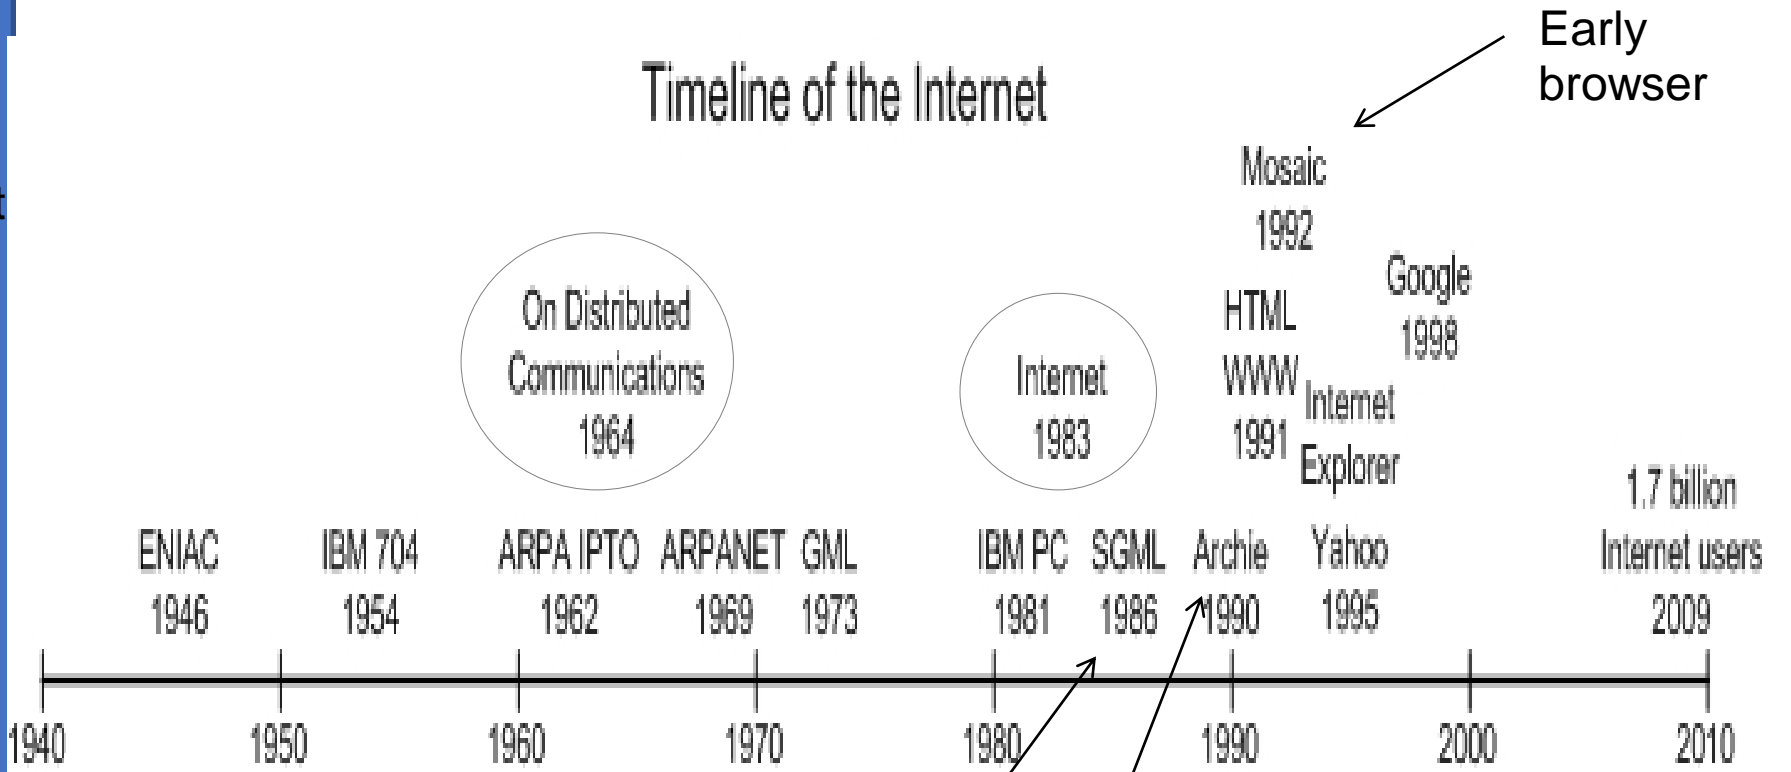 Early
browser
Timeline of the Internet
Mosaic
1992
Google
1998
On Distributed
Communications
1964
Internet
1983
HTML
WWW
1991
Internet
Explorer
1.7 billion
Internet users
2009
ENIAC
1946
IBM 704
1954
ARPA IPTO
1962
ARPANET
1969
GML
1973
IBM PC
1981
SGML
1986
Archie
1990
Yahoo
1995
1940
1950
1960
1970
1980
1990
2000
2010